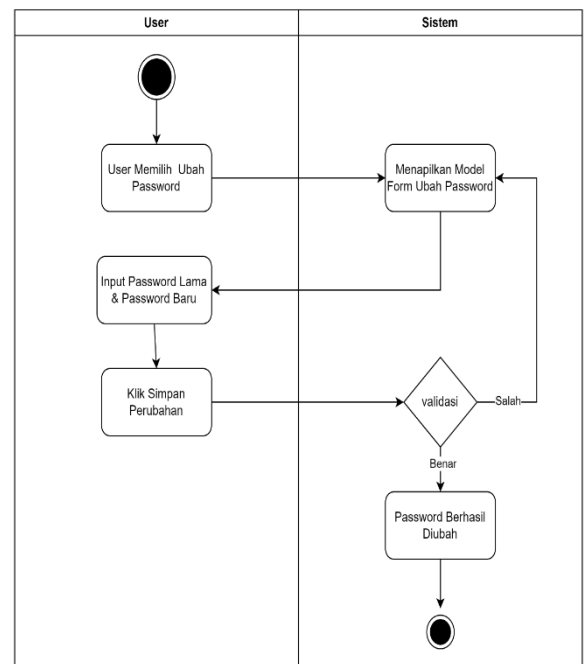 User
Sistem
User Memilih Ubah
Password
Menapilkan Model
Form Ubah Password
Input Password Lama
& Password Baru
Klik Simpan
Perubahan
validasi
Salah
Benar
Password Berhasil
Diubah